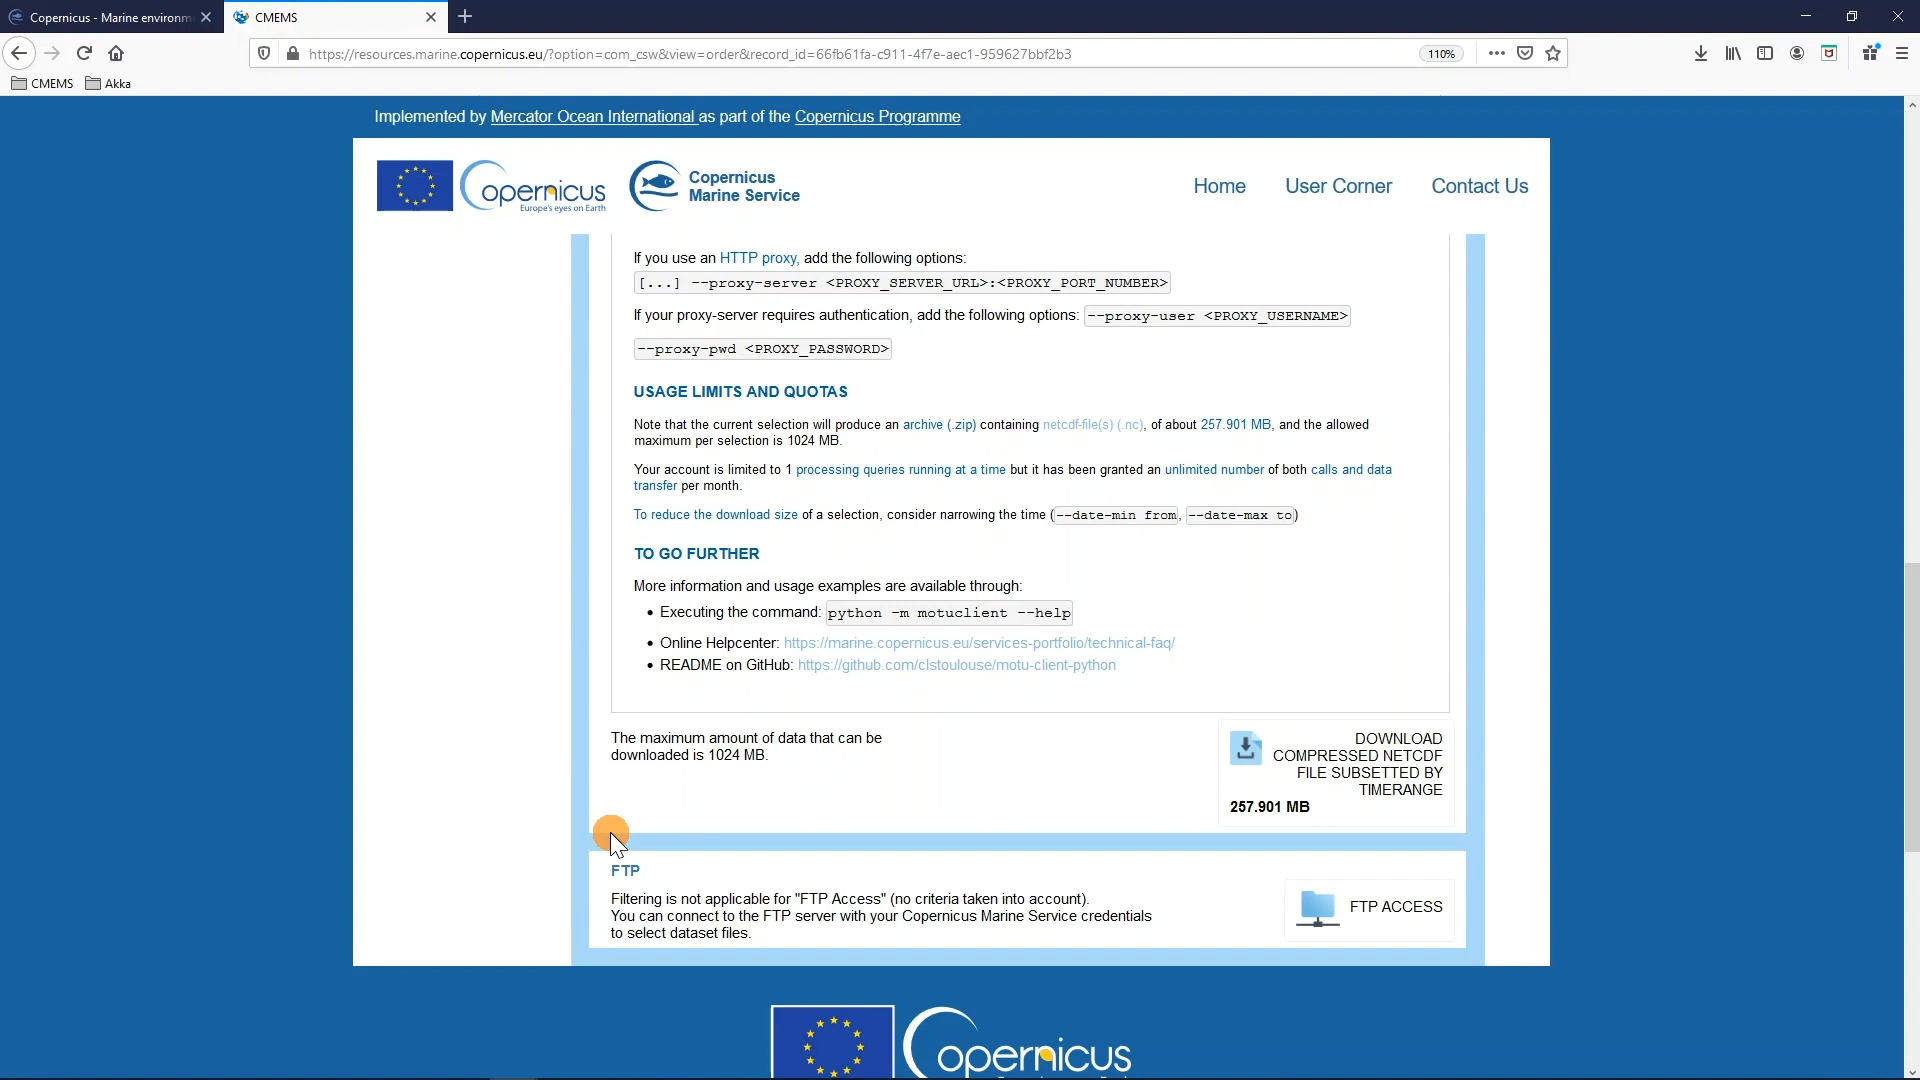 Copernicus - Marine environm
CMEMS
https://resources.marine.copernicus.eu/?option=com_csw&view=order&record_id=66fb61fa-c911-4f7e-aec1-959627bbf2b3
110%
CMEMS
Akka
Implemented by Mercator Ocean International as part of the Copernicus Programme
opernicus
Europe's eyes on Earth
Copernicus
Marine Service
Home
User Corner
Contact Us
If you use an HTTP proxy, add the following options:
[...] --proxy-server <PROXY_SERVER_URL>:<PROXY_PORT_NUMBER>
If your proxy-server requires authentication, add the following options: --proxy-user <PROXY_USERNAME>
--proxy-pwd <PROXY_PASSWORD>
USAGE LIMITS AND QUOTAS
Note that the current selection will produce an archive (.zip) containing netcdf-file(s) (.nc), of about 257.901 MB, and the allowed
maximum per selection is 1024 MB.
Your account is limited to 1 processing queries running at a time but it has been granted an unlimited number of both calls and data
transfer per month.
To reduce the download size of a selection, consider narrowing the time (--date-min from, --date-max to)
TO GO FURTHER
More information and usage examples are available through:
• Executing the command: python -m motuclient --help
• Online Helpcenter: https://marine.copernicus.eu/services-portfolio/technical-faq/
• README on GitHub: https://github.com/clstoulouse/motu-client-python
The maximum amount of data that can be
downloaded is 1024 MB.
DOWNLOAD
COMPRESSED NETCDF
FILE SUBSETTED BY
TIMERANGE
257.901 MB
FTP
Filtering is not applicable for "FTP Access" (no criteria taken into account).
You can connect to the FTP server with your Copernicus Marine Service credentials
to select dataset files.
FTP ACCESS
opernicus